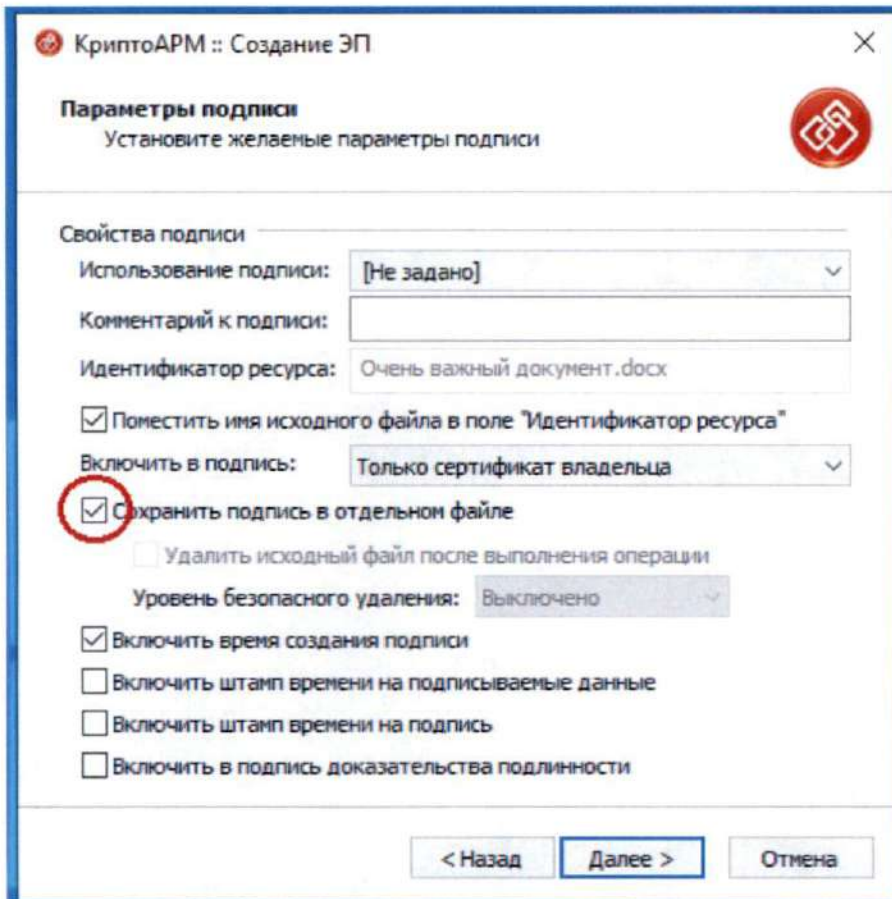 КриптоАРМ :: Создание ЭП
Параметры подписи
Установите желаемые параметры подписи
Свойства подписи
Использование подписи: [Не задано]
Комментарий к подписи:
Идентификатор ресурса: Очень важный документ.docx
Поместить имя исходного файла в поле "Идентификатор ресурса"
Включить в подпись: Только сертификат владельца
Сохранить подпись в отдельном файле
Удалить исходный файл после выполнения операции
Уровень безопасного удаления: Выключено
Включить время создания подписи
Включить штамп времени на подписываемые данные
Включить штамп времени на подпись
Включить в подпись доказательства подлинности
< Назад Далее > Отмена